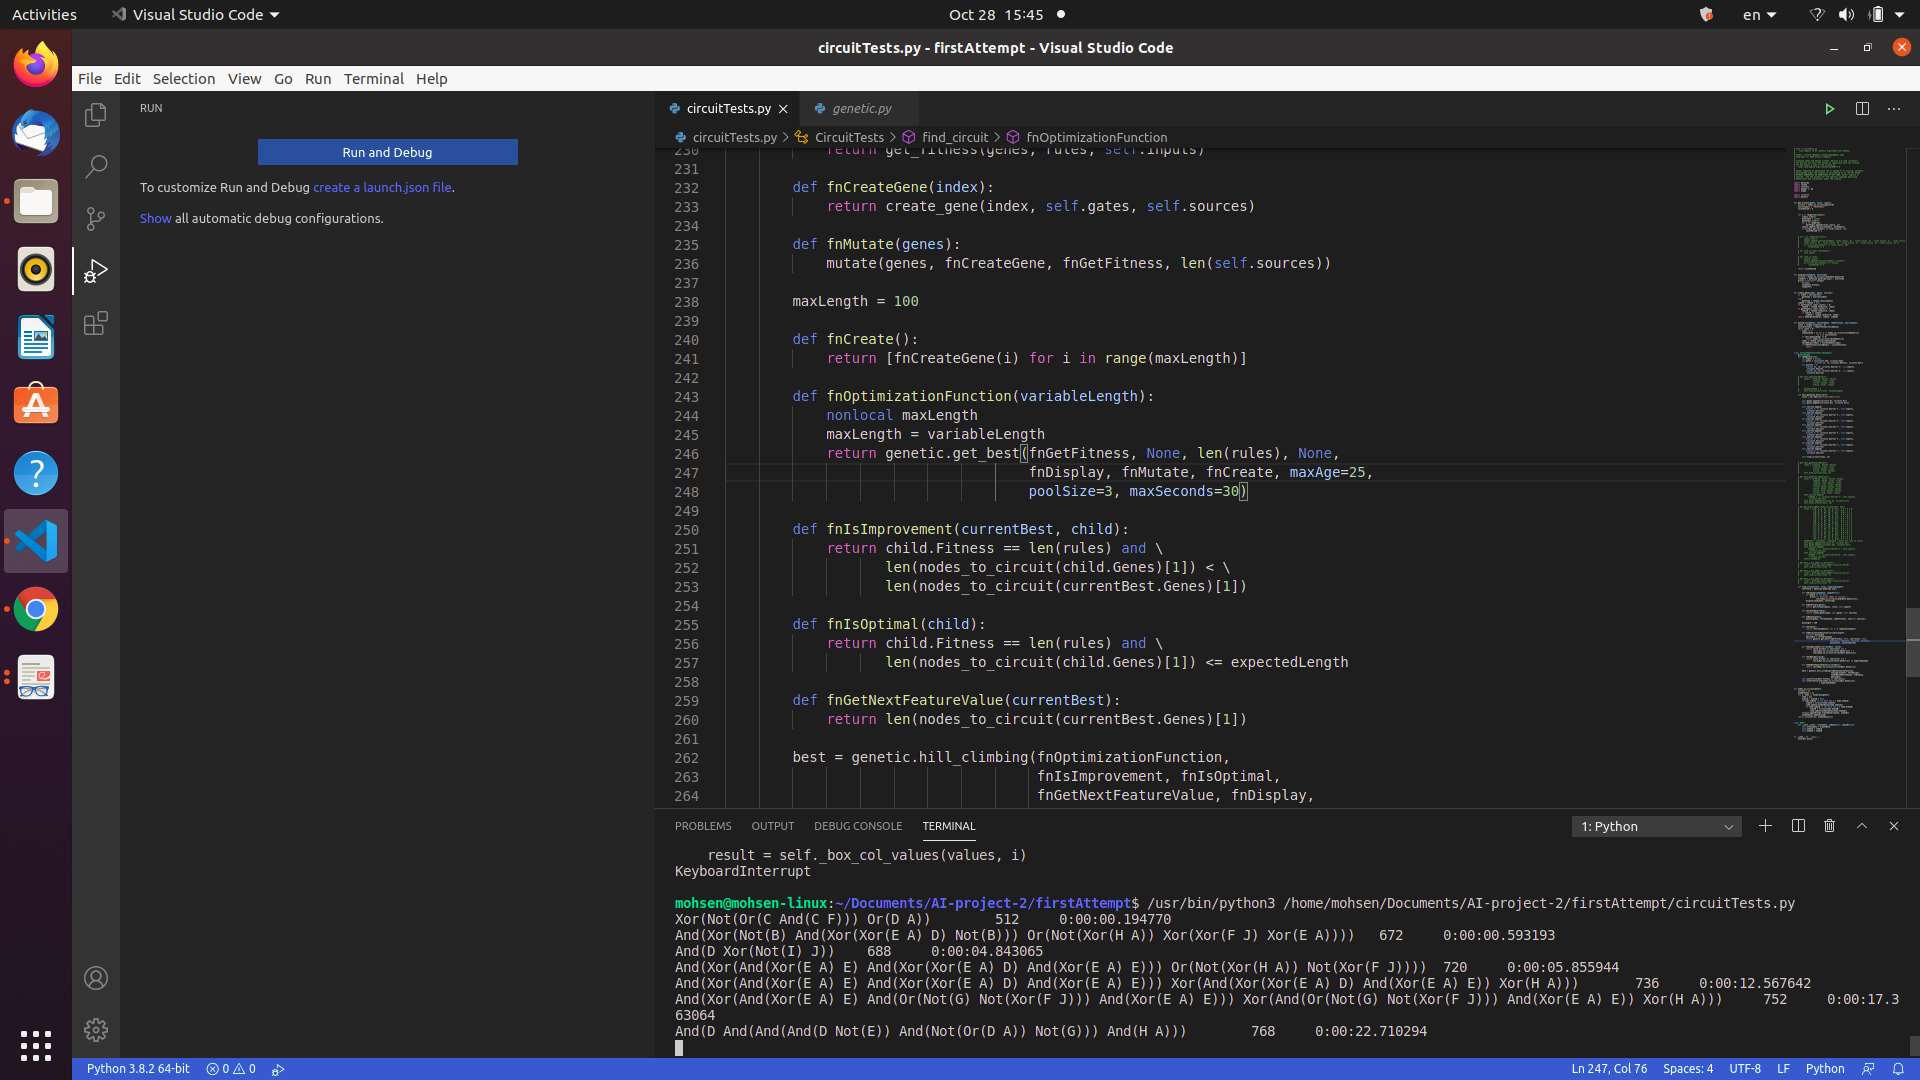 Activities
Visual Studio Code
Oct 28 15:45
en
circuitTests.py - firstAttempt - Visual Studio Code
File Edit Selection View Go Run Terminal Help
RUN
Run and Debug
To customize Run and Debug create a launch.json file.
Show all automatic debug configurations.
circuitTests.py
genetic.py
circuitTests.py > CircuitTests > find_circuit > fnOptimizationFunction
230 return get_fitness(genes, rules, self.inputs)
231
232 def fnCreateGene(index):
233 return create_gene(index, self.gates, self.sources)
234
235 def fnMutate(genes):
236 mutate(genes, fnCreateGene, fnGetFitness, len(self.sources))
237
238 maxLength = 100
239
240 def fnCreate():
241 return [fnCreateGene(i) for i in range(maxLength)]
242
243 def fnOptimizationFunction(variableLength):
244 nonlocal maxLength
245 maxLength = variableLength
246 return genetic.get_best(fnGetFitness, None, len(rules), None,
247 fnDisplay, fnMutate, fnCreate, maxAge=25,
248 poolSize=3, maxSeconds=30)
249
250 def fnIsImprovement(currentBest, child):
251 return child.Fitness == len(rules) and \
252 len(nodes_to_circuit(child.Genes)[1]) < \
253 len(nodes_to_circuit(currentBest.Genes)[1])
254
255 def fnIsOptimal(child):
256 return child.Fitness == len(rules) and \
257 len(nodes_to_circuit(child.Genes)[1]) <= expectedLength
258
259 def fnGetNextFeatureValue(currentBest):
260 return len(nodes_to_circuit(currentBest.Genes)[1])
261
262 best = genetic.hill_climbing(fnOptimizationFunction,
263 fnIsImprovement, fnIsOptimal,
264 fnGetNextFeatureValue, fnDisplay,
PROBLEMS OUTPUT DEBUG CONSOLE TERMINAL
1: Python
result = self._box_col_values(values, i)
KeyboardInterrupt
mohsen@mohsen-linux:~/Documents/AI-project-2/firstAttempt$ /usr/bin/python3 /home/mohsen/Documents/AI-project-2/firstAttempt/circuitTests.py
Xor(Not(Or(C And(C F))) Or(D A)) 512 0:00:00.194770
And(Xor(Not(B) And(Xor(Xor(E A) D) Not(B))) Or(Not(Xor(H A)) Xor(Xor(F J) Xor(E A)))) 672 0:00:00.593193
And(D Xor(Not(I) J)) 688 0:00:04.843065
And(Xor(And(Xor(E A) E) And(Xor(Xor(E A) D) And(Xor(E A) E))) Or(Not(Xor(H A)) Not(Xor(F J)))) 720 0:00:05.855944
And(Xor(And(Xor(E A) E) And(Xor(Xor(E A) D) And(Xor(E A) E))) Xor(And(Xor(Xor(E A) D) And(Xor(E A) E)) Xor(H A))) 736 0:00:12.567642
And(Xor(And(Xor(E A) E) And(Or(Not(G) Not(Xor(F J))) And(Xor(E A) E))) Xor(And(Or(Not(G) Not(Xor(F J))) And(Xor(E A) E)) Xor(H A))) 752 0:00:17.3
63064
And(D And(And(And(D Not(E)) And(Not(Or(D A)) Not(G))) And(H A))) 768 0:00:22.710294
Python 3.8.2 64-bit
0 0
Ln 247, Col 76 Spaces: 4 UTF-8 LF Python